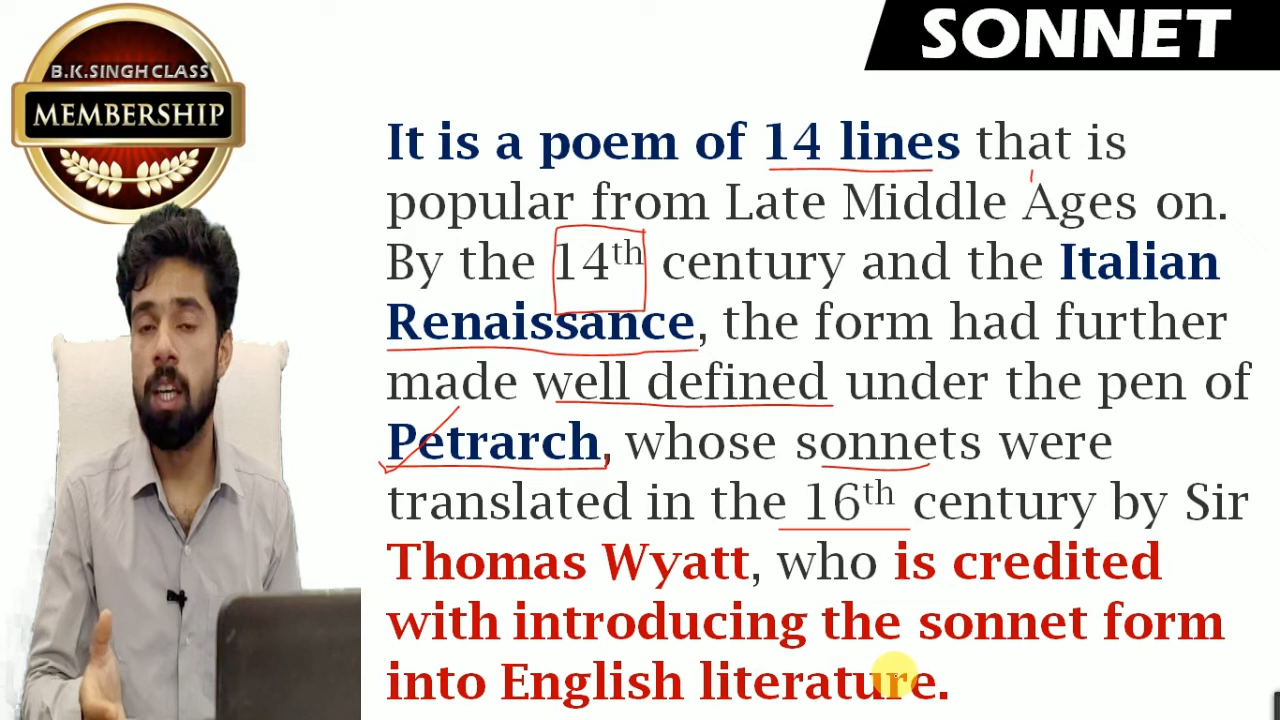 SONNET
B.K.SINGH CLASS
MEMBERSHIP
It is a poem of 14 lines that is
popular from Late Middle Ages on.
By the 14th century and the Italian
Renaissance, the form had further
made well defined under the pen of
Petrarch, whose sonnets were
translated in the 16th century by Sir
Thomas Wyatt, who is credited
with introducing the sonnet form
into English literature.